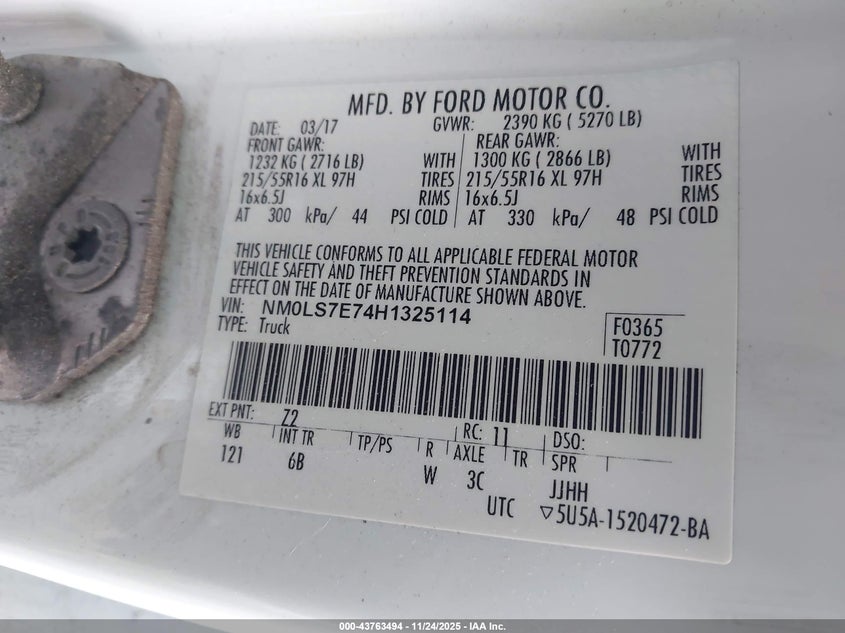 MFD. BY FORD MOTOR CO.
DATE: 03/17 GVWR: 2390 KG ( 5270 LB)
FRONT GAWR: REAR GAWR:
1232 KG ( 2716 LB) WITH 1300 KG ( 2866 LB) WITH
215/55R16 XL 97H TIRES 215/55R16 XL 97H TIRES
16x6.5J RIMS 16x6.5J RIMS
AT 300 kPa/ 44 PSI COLD AT 330 kPa/ 48 PSI COLD
THIS VEHICLE CONFORMS TO ALL APPLICABLE FEDERAL MOTOR
VEHICLE SAFETY AND THEFT PREVENTION STANDARDS IN
EFFECT ON THE DATE OF MANUFACTURE SHOWN ABOVE.
VIN: NM0LS7E74H1325114
TYPE: Truck
F0365
T0772
EXT PNT: Z2 RC: 11 DSO:
WB INT TR TP/PS R AXLE TR SPR
121 6B W 3C JJHH
UTC ▽5U5A-1520472-BA
000-43763494 - 11/24/2025 - IAA Inc.